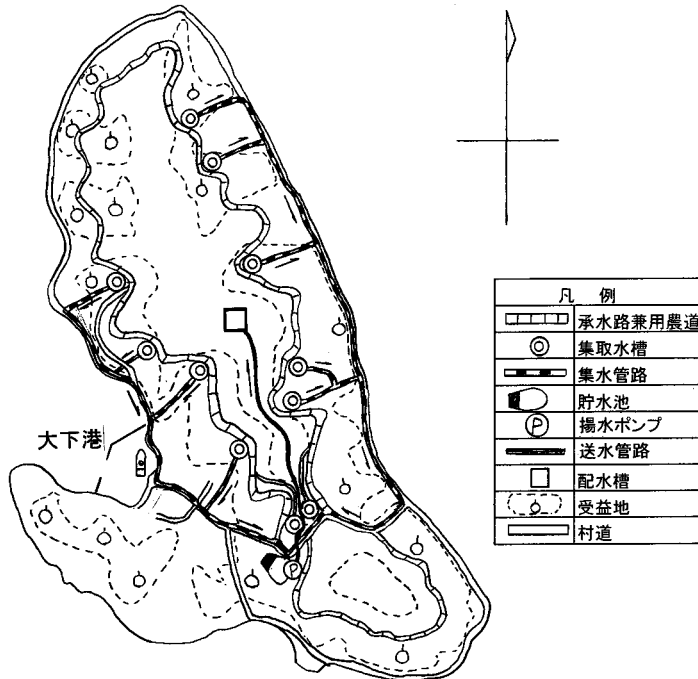 凡 例
承水路兼用農道
集取水槽
集水管路
貯水池
P
揚水ポンプ
送水管路
配水槽
受益地
村道
大下港
P